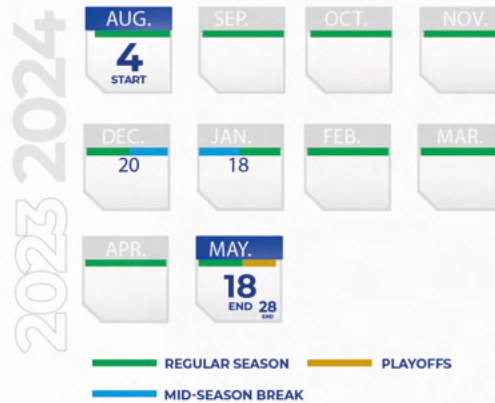 2023 2024
AUG. SEP. OCT. NOV.
4
START
DEC. JAN. FEB. MAR.
20 18
APR. MAY.
18
END 28
END
REGULAR SEASON PLAYOFFS
MID-SEASON BREAK